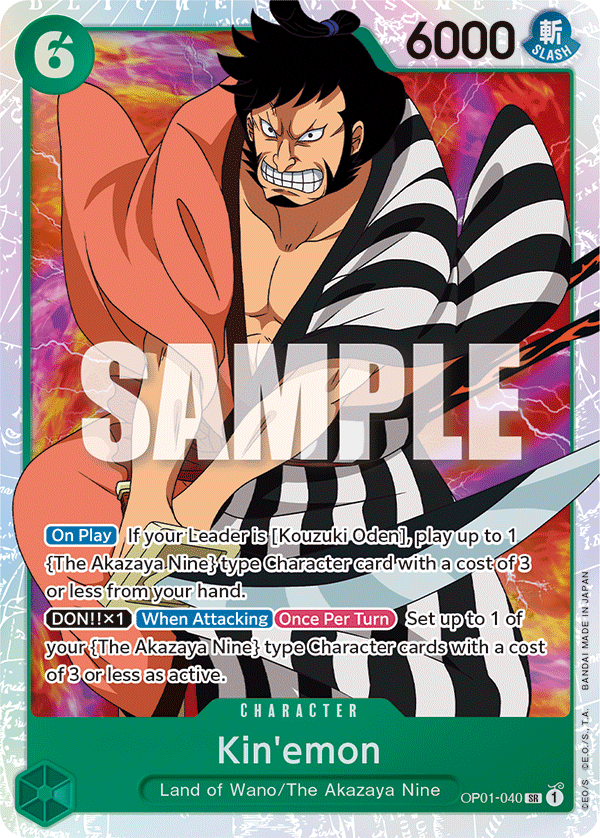 6
6000
斬
SLASH
SAMPLE
On Play If your Leader is [Kouzuki Oden], play up to 1
{The Akazaya Nine} type Character card with a cost of 3
or less from your hand.
DON!!×1 When Attacking Once Per Turn Set up to 1 of
your {The Akazaya Nine} type Character cards with a cost
of 3 or less as active.
CHARACTER
Kin'emon
Land of Wano/The Akazaya Nine
OP01-040 SR 1
©E.O/S ©E.O./S., T.A. BANDAI MADE IN JAPAN